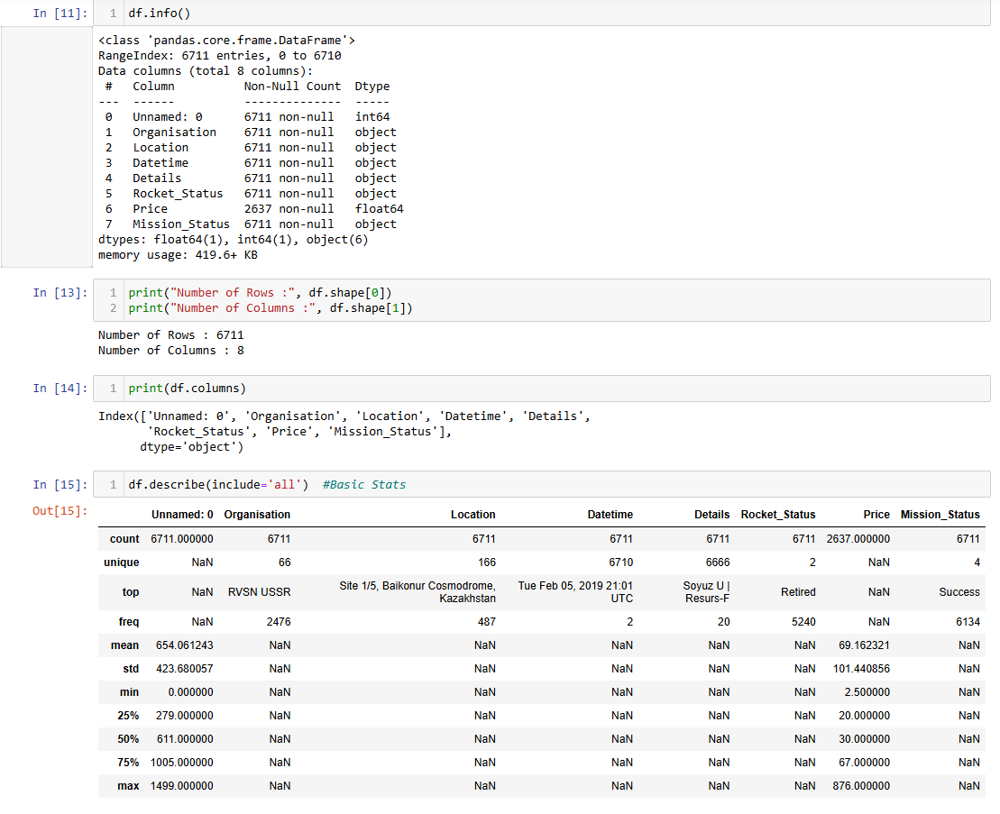 In [11]: 1 df.info()
<class 'pandas.core.frame.DataFrame'>
RangeIndex: 6711 entries, 0 to 6710
Data columns (total 8 columns):
 #   Column          Non-Null Count  Dtype
---  ------          --------------  -----
 0   Unnamed: 0      6711 non-null   int64
 1   Organisation    6711 non-null   object
 2   Location        6711 non-null   object
 3   Datetime        6711 non-null   object
 4   Details         6711 non-null   object
 5   Rocket_Status   6711 non-null   object
 6   Price           2637 non-null   float64
 7   Mission_Status  6711 non-null   object
dtypes: float64(1), int64(1), object(6)
memory usage: 419.6+ KB
In [13]: 1 print("Number of Rows :", df.shape[0])
2 print("Number of Columns :", df.shape[1])
Number of Rows : 6711
Number of Columns : 8
In [14]: 1 print(df.columns)
Index(['Unnamed: 0', 'Organisation', 'Location', 'Datetime', 'Details',
       'Rocket_Status', 'Price', 'Mission_Status'],
      dtype='object')
In [15]: 1 df.describe(include='all')  #Basic Stats
Out[15]: Unnamed: 0 Organisation Location Datetime Details Rocket_Status Price Mission_Status
count 6711.000000 6711 6711 6711 6711 6711 2637.000000 6711
unique NaN 66 166 6710 6666 2 NaN 4
top NaN RVSN USSR Site 1/5, Baikonur Cosmodrome, Kazakhstan Tue Feb 05, 2019 21:01 UTC Soyuz U | Resurs-F Retired NaN Success
freq NaN 2476 487 2 20 5240 NaN 6134
mean 654.061243 NaN NaN NaN NaN NaN 69.162321 NaN
std 423.680057 NaN NaN NaN NaN NaN 101.440856 NaN
min 0.000000 NaN NaN NaN NaN NaN 2.500000 NaN
25% 279.000000 NaN NaN NaN NaN NaN 20.000000 NaN
50% 611.000000 NaN NaN NaN NaN NaN 30.000000 NaN
75% 1005.000000 NaN NaN NaN NaN NaN 67.000000 NaN
max 1499.000000 NaN NaN NaN NaN NaN 876.000000 NaN